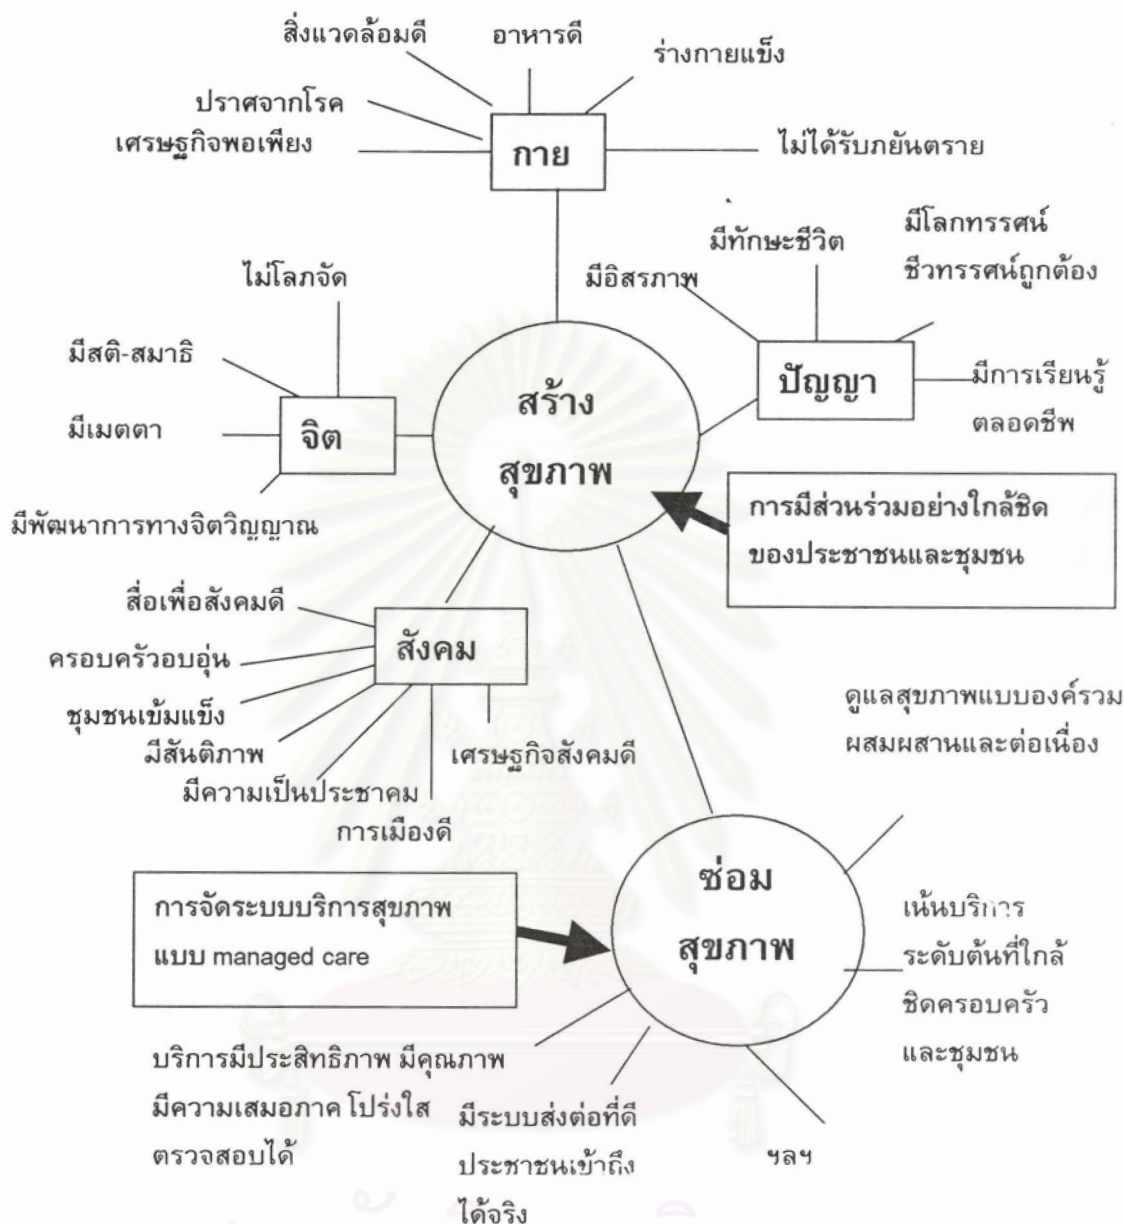 สิ่งแวดล้อมดี
อาหารดี
ร่างกายแข็ง
ปราศจากโรค
เศรษฐกิจพอเพียง
กาย
ไม่ได้รับภยันตราย
มีโลกทรรศน์
ชีวทรรศน์ถูกต้อง
มีทักษะชีวิต
มีอิสรภาพ
ไม่โลภจัด
มีสติ-สมาธิ
ปัญญา
มีการเรียนรู้
ตลอดชีพ
สร้าง
สุขภาพ
จิต
มีเมตตา
มีพัฒนาการทางจิตวิญญาณ
การมีส่วนร่วมอย่างใกล้ชิด
ของประชาชนและชุมชน
สื่อเพื่อสังคมดี
สังคม
ครอบครัวอบอุ่น
ชุมชนเข้มแข็ง
มีสันติภาพ
มีความเป็นประชาคม
การเมืองดี
เศรษฐกิจสังคมดี
ดูแลสุขภาพแบบองค์รวม
ผสมผสานและต่อเนื่อง
ซ่อม
สุขภาพ
การจัดระบบบริการสุขภาพ
แบบ managed care
เน้นบริการ
ระดับต้นที่ใกล้
ชิดครอบครัว
และชุมชน
บริการมีประสิทธิภาพ มีคุณภาพ
มีความเสมอภาค โปร่งใส
ตรวจสอบได้
มีระบบส่งต่อที่ดี
ประชาชนเข้าถึง
ได้จริง
ฯลฯ